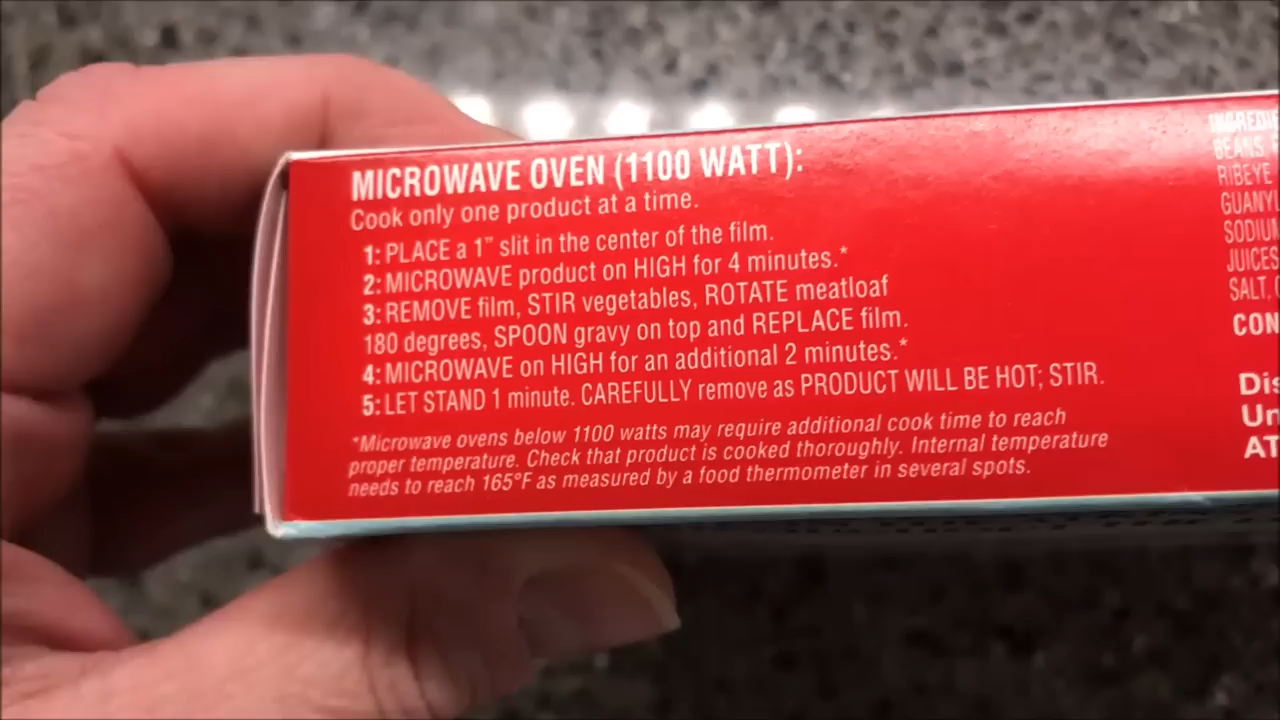 MICROWAVE OVEN (1100 WATT):
Cook only one product at a time.
1: PLACE a 1" slit in the center of the film.
2: MICROWAVE product on HIGH for 4 minutes.*
3: REMOVE film, STIR vegetables, ROTATE meatloaf
180 degrees, SPOON gravy on top and REPLACE film.
4: MICROWAVE on HIGH for an additional 2 minutes.*
5: LET STAND 1 minute. CAREFULLY remove as PRODUCT WILL BE HOT; STIR.
*Microwave ovens below 1100 watts may require additional cook time to reach
proper temperature. Check that product is cooked thoroughly. Internal temperature
needs to reach 165°F as measured by a food thermometer in several spots.
BEANS,
RIBEYE
GUANYL
SODIUM
JUICES
SALT,
CON
Dis
Un
AT